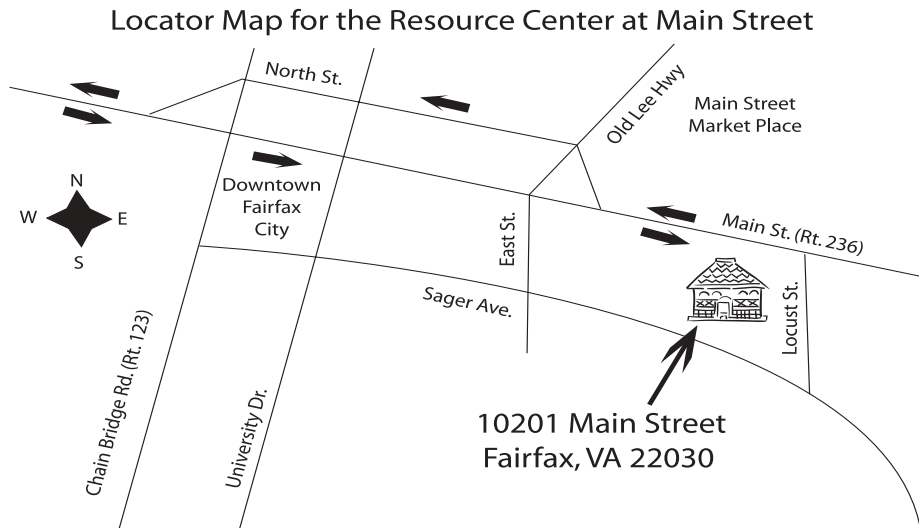 Locator Map for the Resource Center at Main Street
North St.
Old Lee Hwy
Main Street
Market Place
Downtown
Fairfax
City
N
W
E
S
East St.
Main St. (Rt. 236)
Sager Ave.
Locust St.
Chain Bridge Rd. (Rt. 123)
University Dr.
10201 Main Street
Fairfax, VA 22030